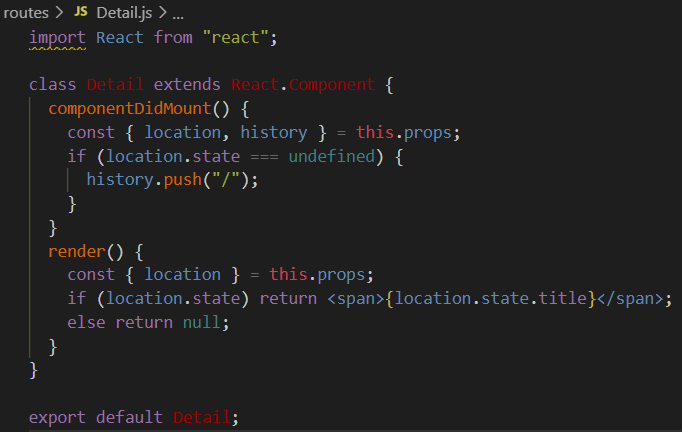 routes > JS Detail.js > ...
import React from "react";
class Detail extends React.Component {
componentDidMount() {
const { location, history } = this.props;
if (location.state === undefined) {
history.push("/");
}
}
render() {
const { location } = this.props;
if (location.state) return <span>{location.state.title}</span>;
else return null;
}
}
export default Detail;